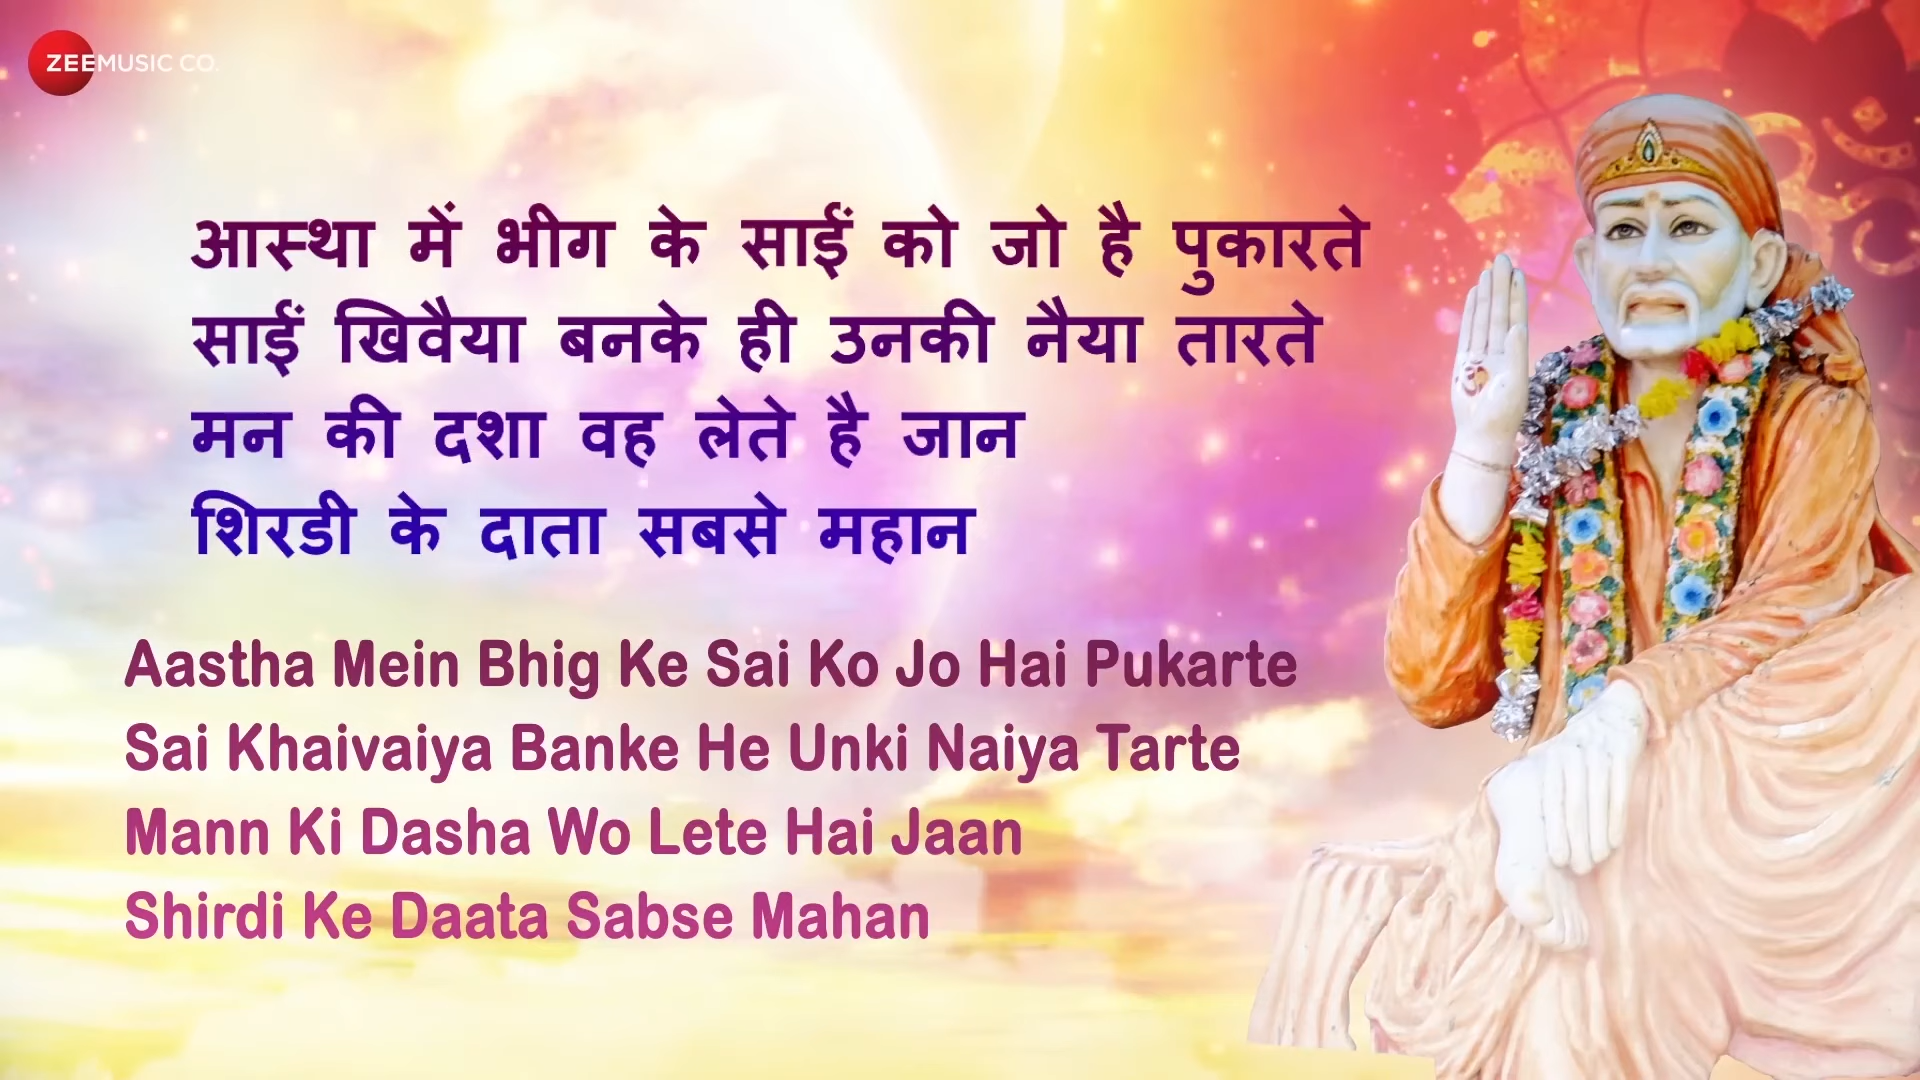 ZEE MUSIC CO.
आस्था में भीग के साईं को जो है पुकारते
साईं खिवैया बनके ही उनकी नैया तारते
मन की दशा वह लेते है जान
शिरडी के दाता सबसे महान
Aastha Mein Bhig Ke Sai Ko Jo Hai Pukarte
Sai Khaivaiya Banke He Unki Naiya Tarte
Mann Ki Dasha Wo Lete Hai Jaan
Shirdi Ke Daata Sabse Mahan